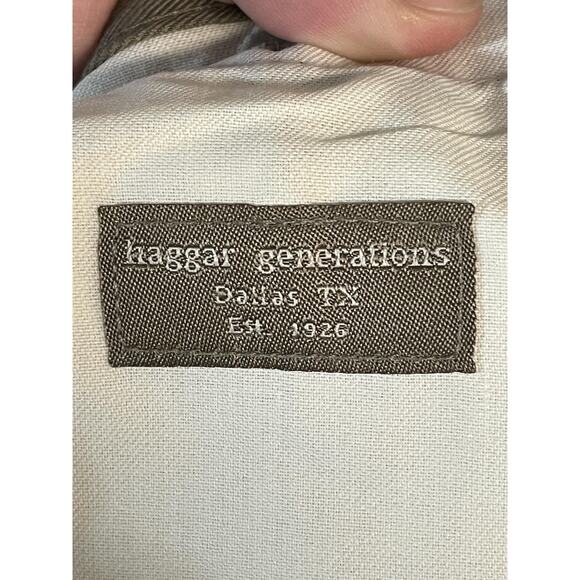 haggar generations
Dallas TX
Est. 1926